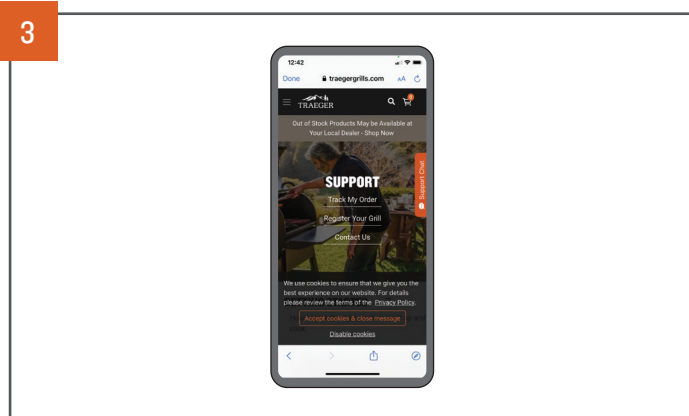 3
12:42
Done
traegergrills.com
AA
TRAEGER
0
Out of Stock Products May be Available at
Your Local Dealer - Shop Now
SUPPORT
Track My Order
Register Your Grill
Contact Us
Support Chat
We use cookies to ensure that we give you the
best experience on our website. For details
please review the terms of the Privacy Policy.
Accept cookies & close message
Disable cookies